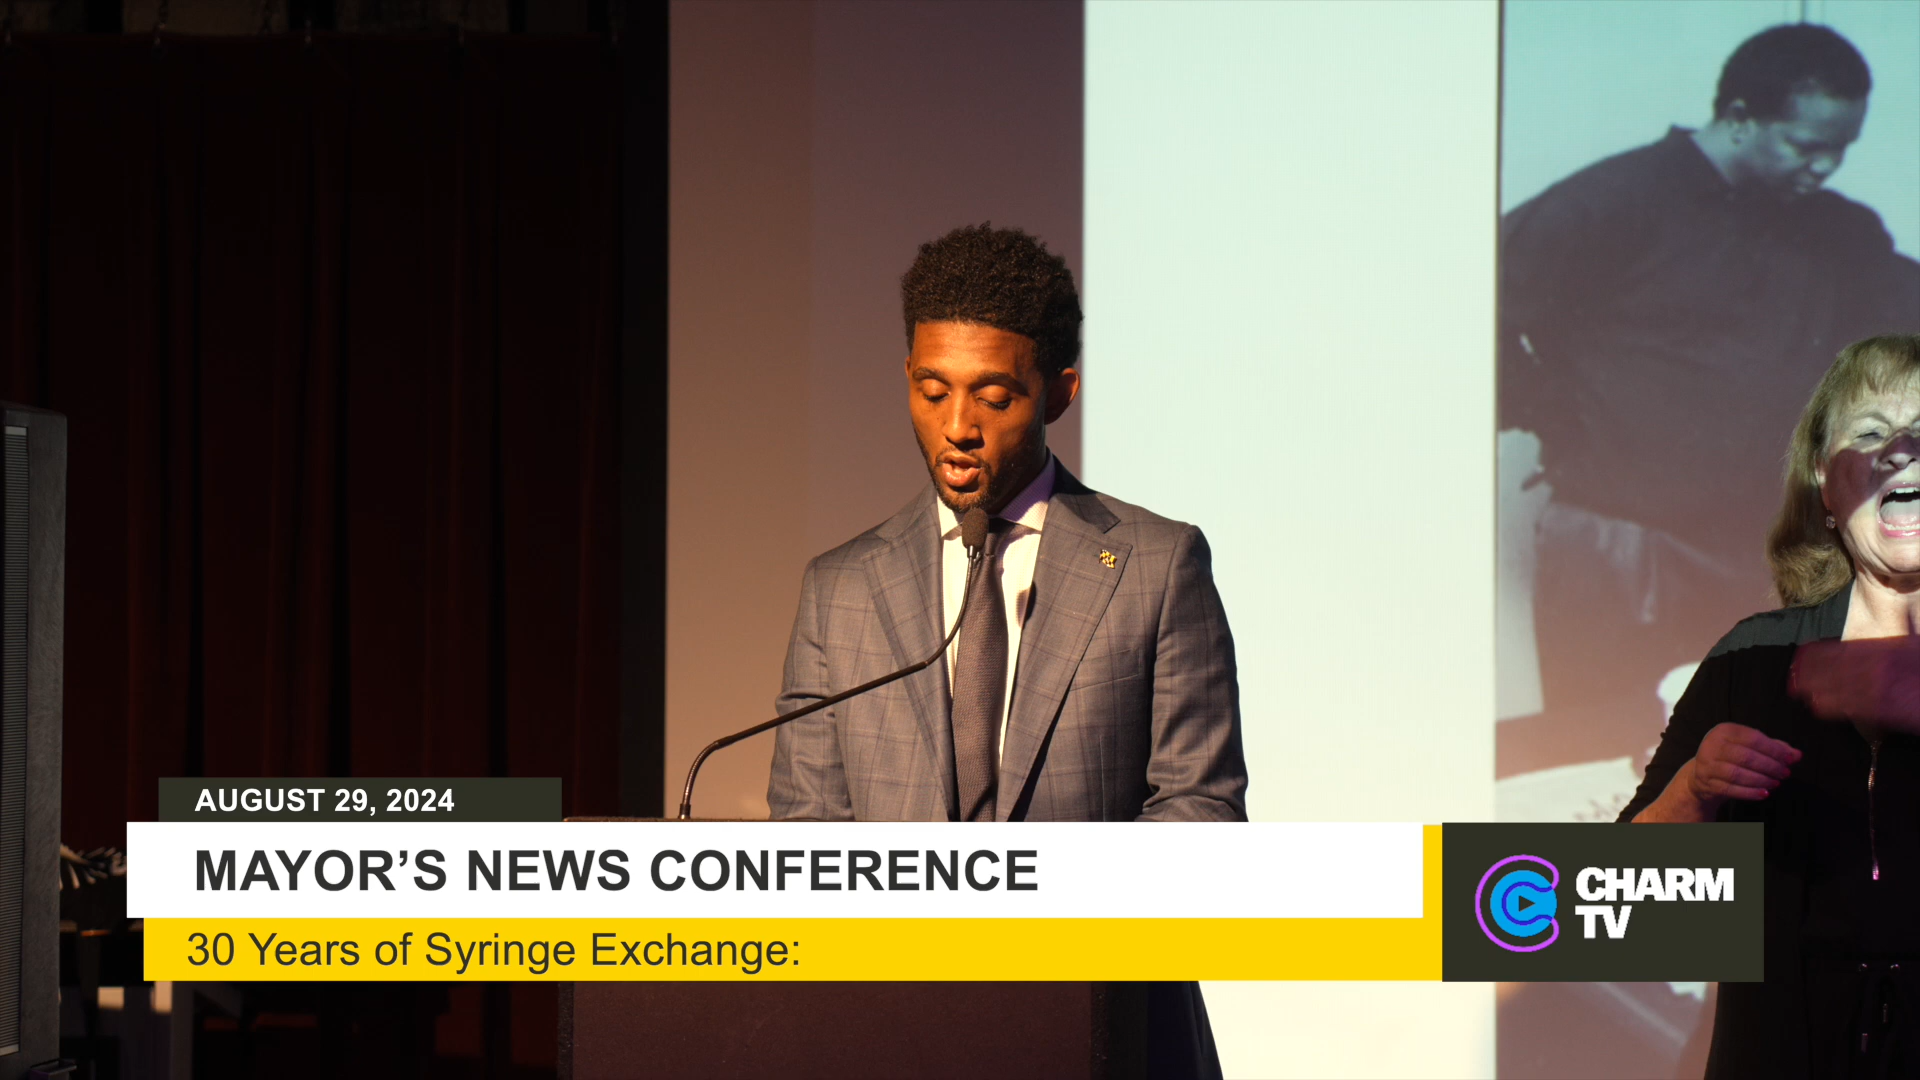 AUGUST 29, 2024
MAYOR’S NEWS CONFERENCE
30 Years of Syringe Exchange:
CHARM
TV